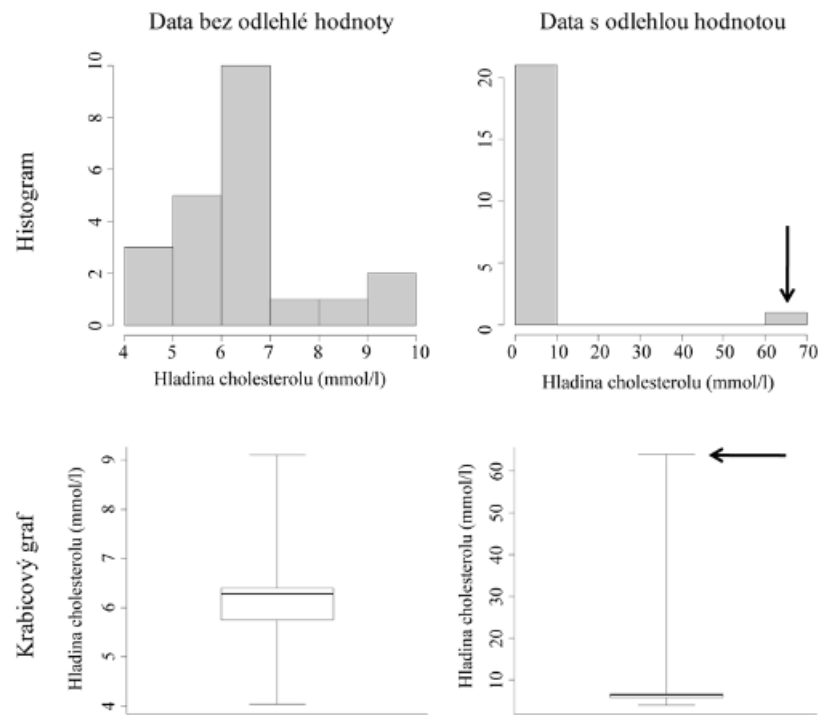 Data bez odlehlé hodnoty
Data s odlehlou hodnotou
Histogram
10
8
6
4
2
0
4 5 6 7 8 9 10
Hladina cholesterolu (mmol/l)
20
15
10
5
0
0 10 20 30 40 50 60 70
Hladina cholesterolu (mmol/l)
Krabicový graf
Hladina cholesterolu (mmol/l)
9
8
7
6
5
4
Hladina cholesterolu (mmol/l)
60
50
40
30
20
10